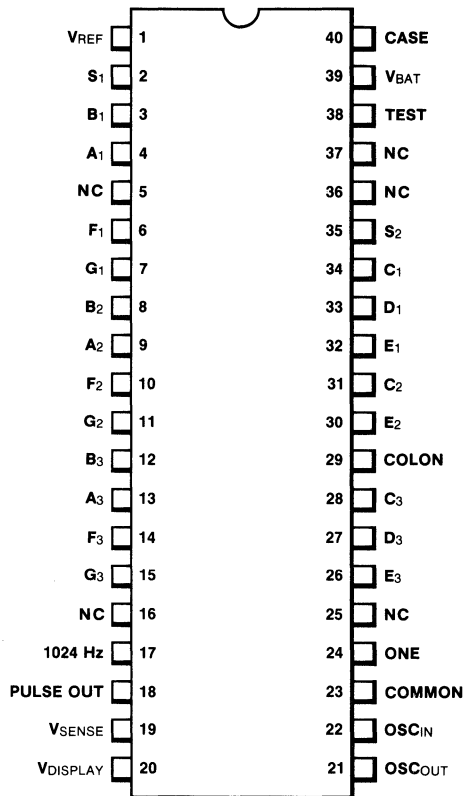 VREF 1 40 CASE
S1 2 39 VBAT
B1 3 38 TEST
A1 4 37 NC
NC 5 36 NC
F1 6 35 S2
G1 7 34 C1
B2 8 33 D1
A2 9 32 E1
F2 10 31 C2
G2 11 30 E2
B3 12 29 COLON
A3 13 28 C3
F3 14 27 D3
G3 15 26 E3
NC 16 25 NC
1024 Hz 17 24 ONE
PULSE OUT 18 23 COMMON
VSENSE 19 22 OSCIN
VDISPLAY 20 21 OSCOUT